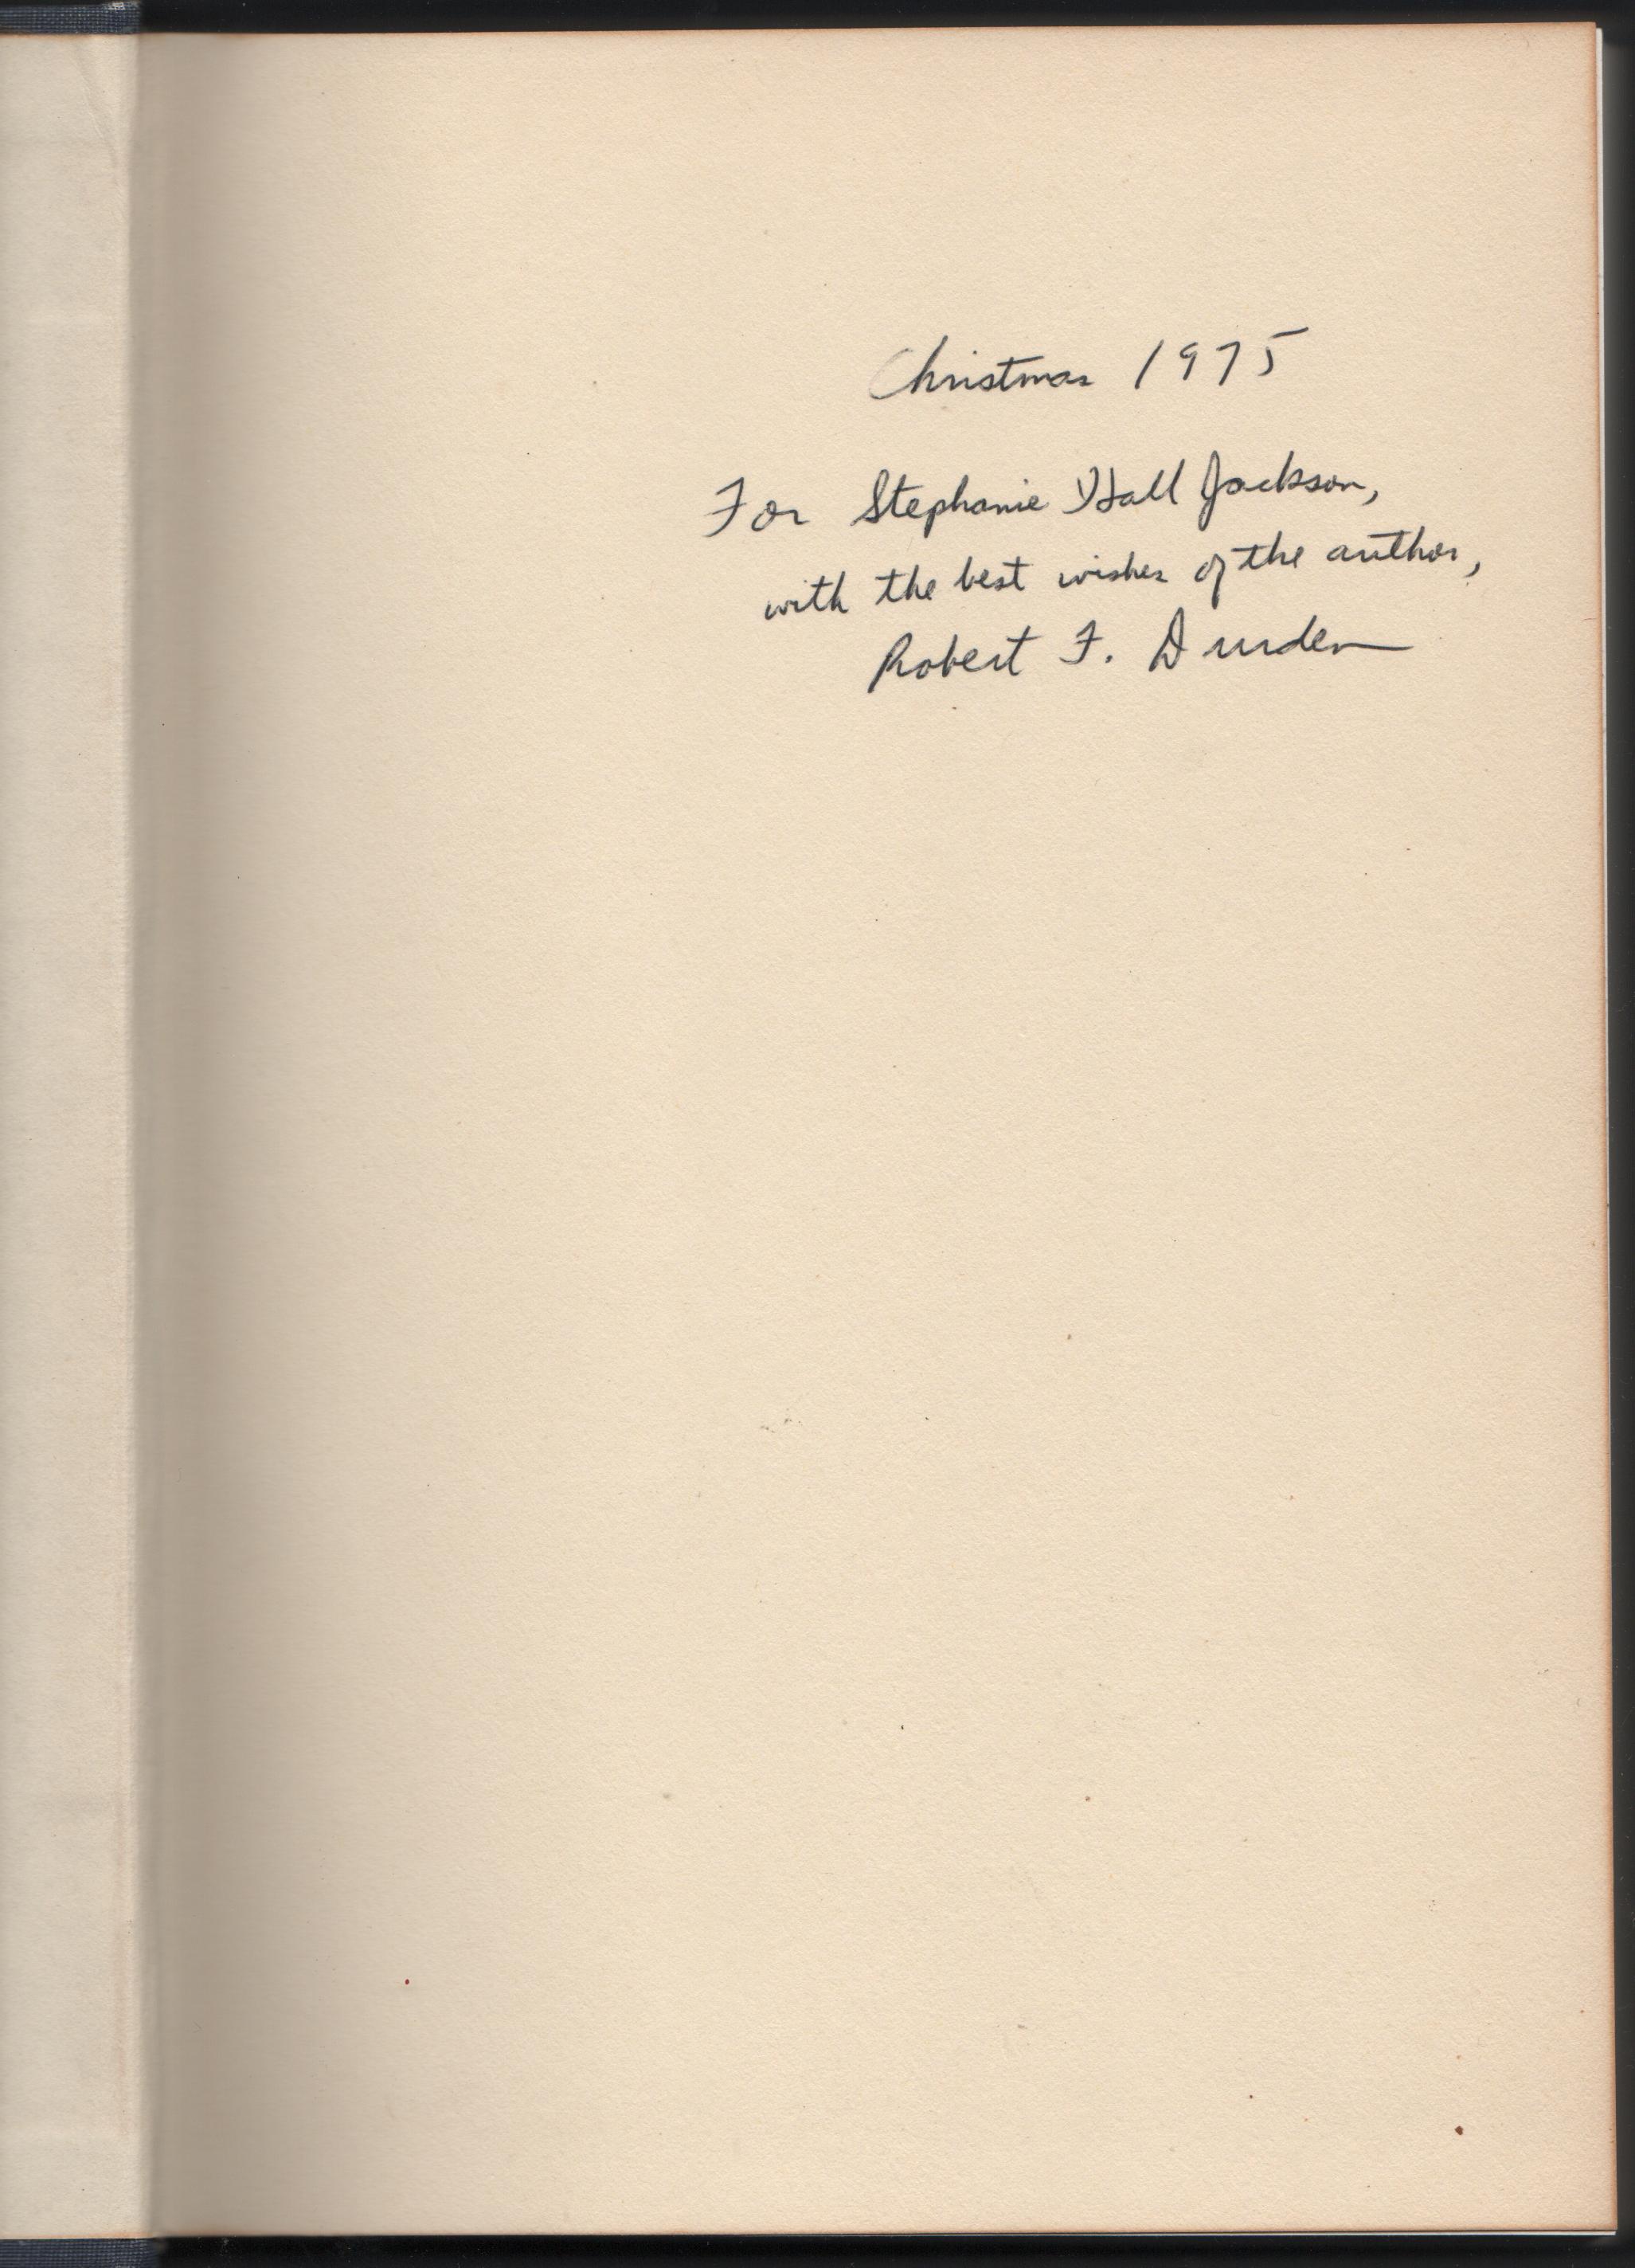 Christmas 1975
For Stephanie Hall Jackson,
with the best wishes of the author,
Robert F. Durden